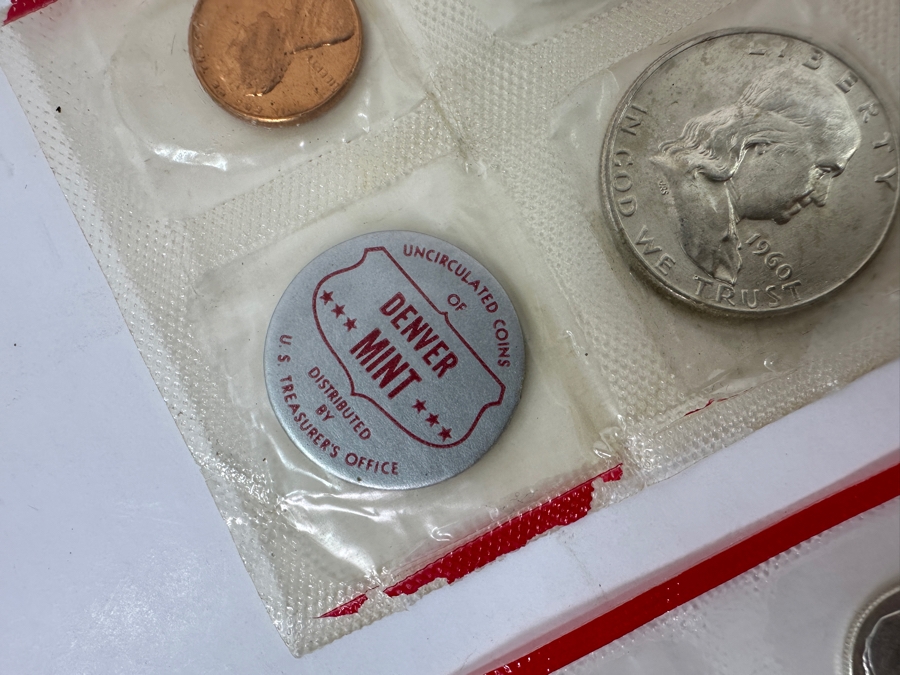 UNCIRCULATED COINS
OF
DENVER
MINT
DISTRIBUTED
BY
U.S. TREASURER'S OFFICE
LIBERTY
IN GOD WE TRUST
1960